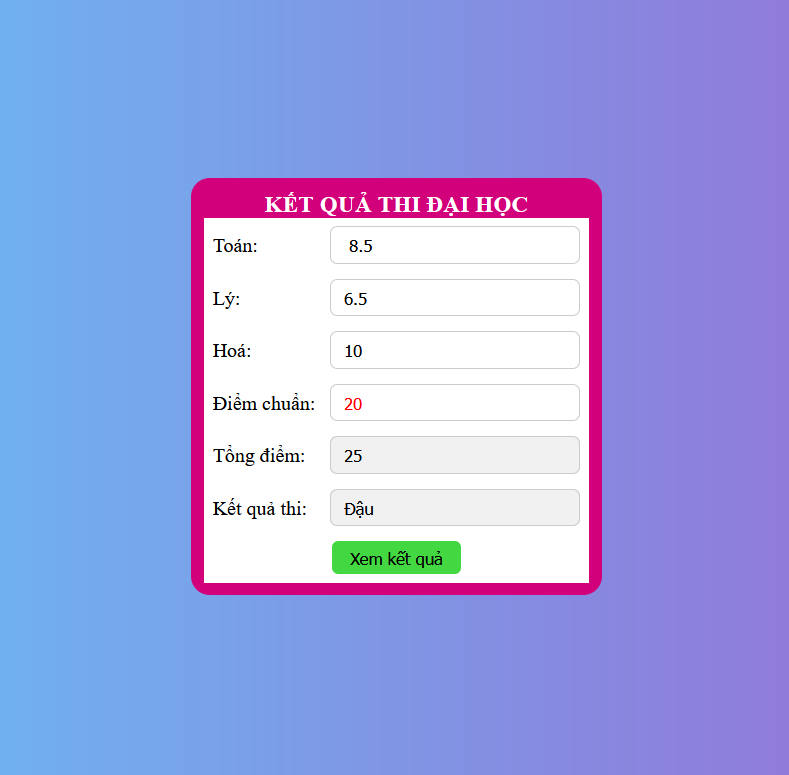 KẾT QUẢ THI ĐẠI HỌC
Toán: 8.5
Lý: 6.5
Hoá: 10
Điểm chuẩn: 20
Tổng điểm: 25
Kết quả thi: Đậu
Xem kết quả